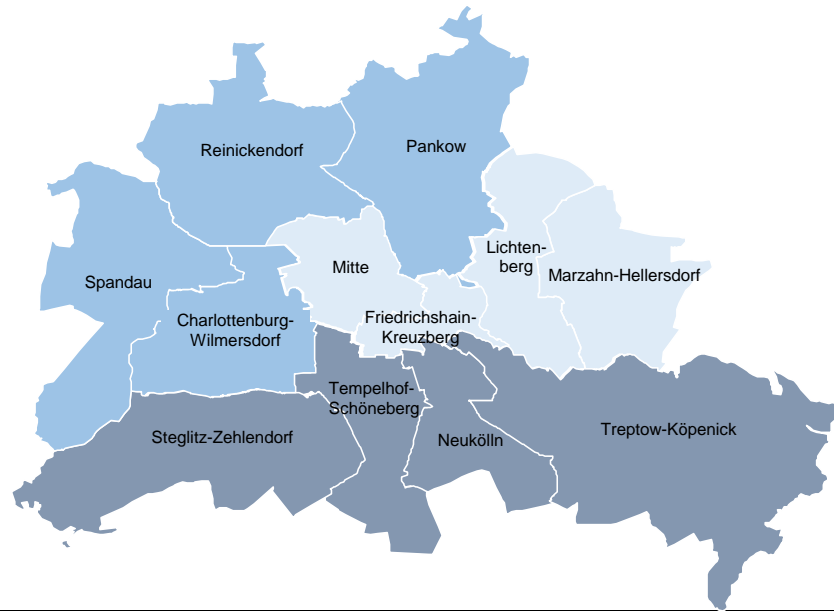 Reinickendorf
Pankow
Spandau
Mitte
Lichten-
berg
Marzahn-Hellersdorf
Charlottenburg-
Wilmersdorf
Friedrichshain-
Kreuzberg
Tempelhof-
Schöneberg
Steglitz-Zehlendorf
Neukölln
Treptow-Köpenick